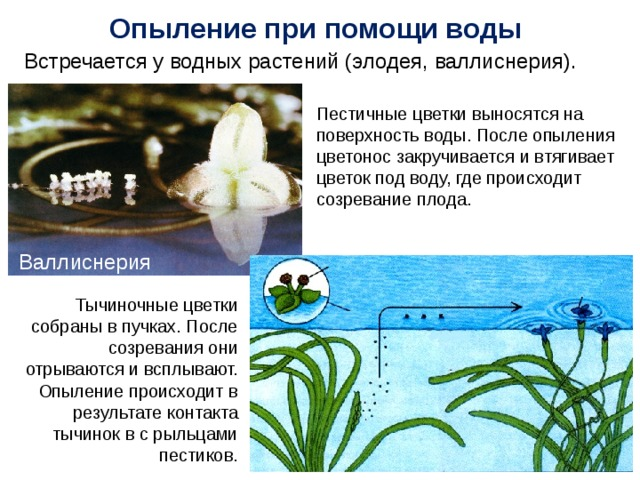 Опыление при помощи воды
Встречается у водных растений (элодея, валлиснерия).
Пестичные цветки выносятся на
поверхность воды. После опыления
цветонос закручивается и втягивает
цветок под воду, где происходит
созревание плода.
Валлиснерия
Тычиночные цветки
собраны в пучках. После
созревания они
отрываются и всплывают.
Опыление происходит в
результате контакта
тычинок в с рыльцами
пестиков.